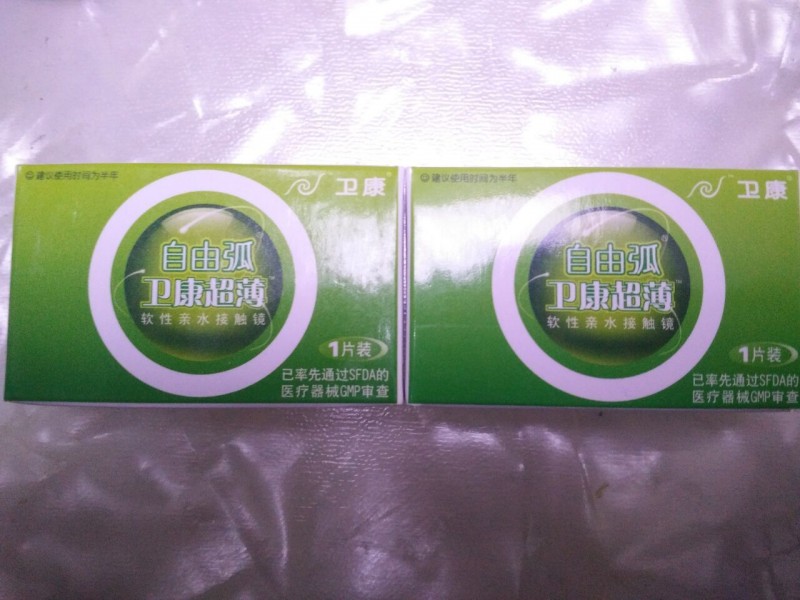 建议使用时间为半年
卫康®
自由弧
卫康超薄™
软性亲水接触镜
1片装
已率先通过SFDA的
医疗器械GMP审查
建议使用时间为半年
卫康®
自由弧
卫康超薄™
软性亲水接触镜
1片装
已率先通过SFDA的
医疗器械GMP审查